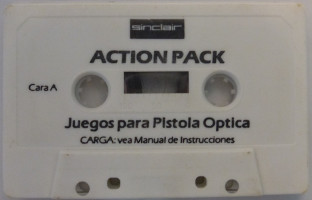 sinclair
ACTION PACK
Cara A
Juegos para Pistola Optica
CARGA: vea Manual de Instrucciones